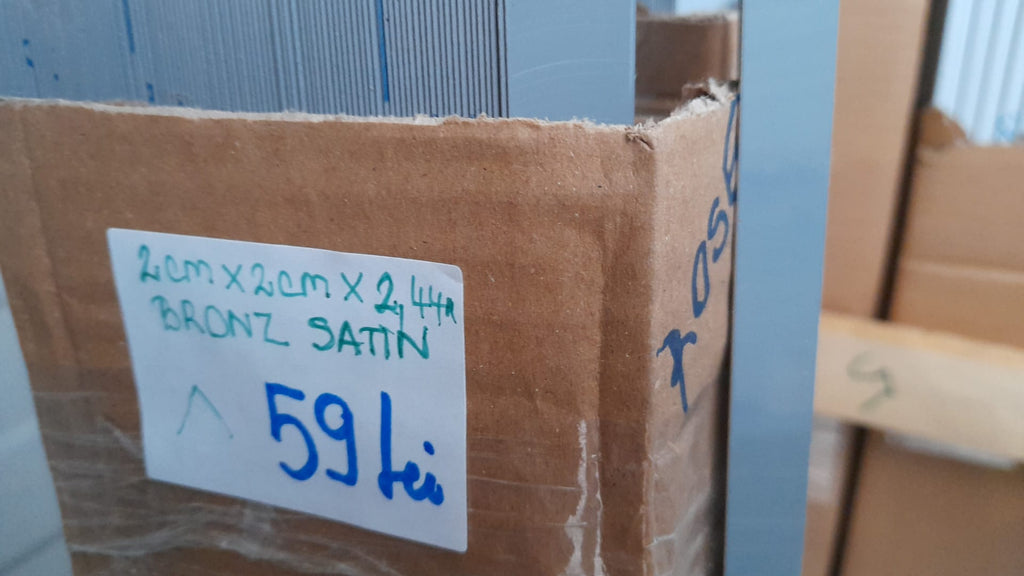 2cm x 2cm x 2,44m
BRONZ SATIN
59 Lei